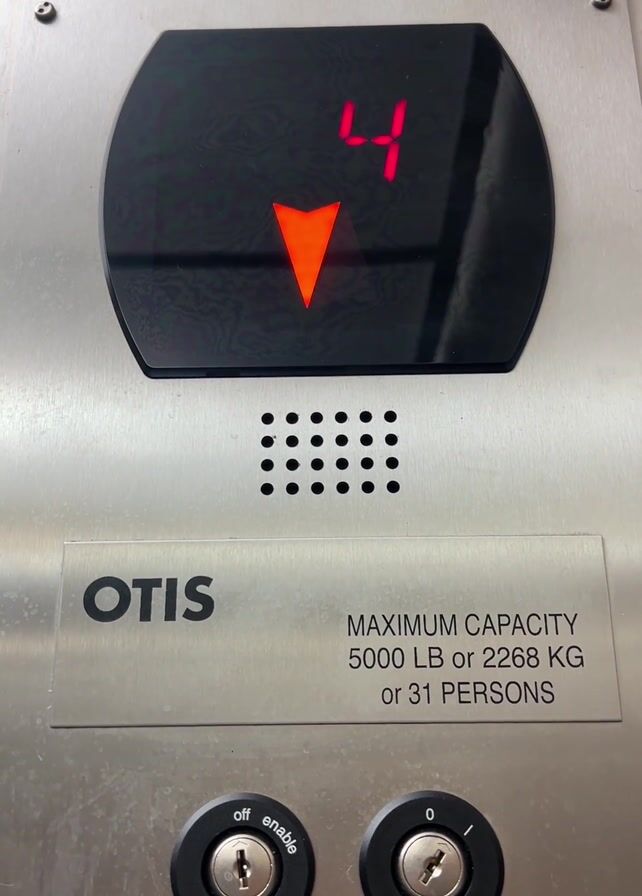 4
OTIS
MAXIMUM CAPACITY
5000 LB or 2268 KG
or 31 PERSONS
off enable
0 I